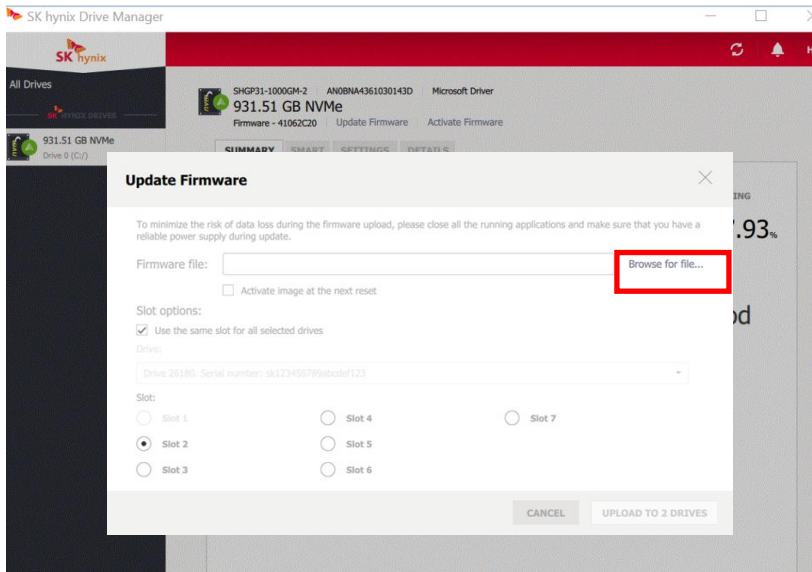 SK hynix Drive Manager
SK hynix
H
All Drives
SK HYNIX DRIVES
931.51 GB NVMe
Drive 0 (C:/)
SHGP31-1000GM-2 AN0BNA4361030143D Microsoft Driver
931.51 GB NVMe
Firmware - 41062C20 Update Firmware Activate Firmware
SUMMARY SMART SETTINGS DETAILS
ING
.93%
od
Update Firmware
To minimize the risk of data loss during the firmware upload, please close all the running applications and make sure that you have a
reliable power supply during update.
Firmware file: Browse for file...
Activate image at the next reset
Slot options:
Use the same slot for all selected drives
Drive:
Drive 26180: Serial number: sk123455799abcdef123
Slot:
Slot 1 Slot 4 Slot 7
Slot 2 Slot 5
Slot 3 Slot 6
CANCEL UPLOAD TO 2 DRIVES